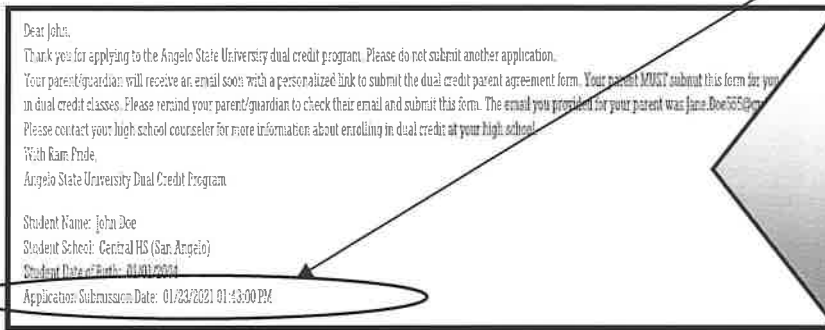 Dear John,
Thank you for applying to the Angelo State University dual credit program. Please do not submit another application.
Your parent/guardian will receive an email soon with a personalized link to submit the dual credit parent agreement form. Your parent MUST submit this form for you
in dual credit classes. Please remind your parent/guardian to check their email and submit this form. The email you provided for your parent was Jane.Doe565@
Please contact your high school counselor for more information about enrolling in dual credit at your high school.
With Ram Pride,
Angelo State University Dual Credit Program
Student Name: John Doe
Student School: Central HS (San Angelo)
Student Date of Birth: 01/01/2004
Application Submission Date: 01/23/2021 01:43:00 PM